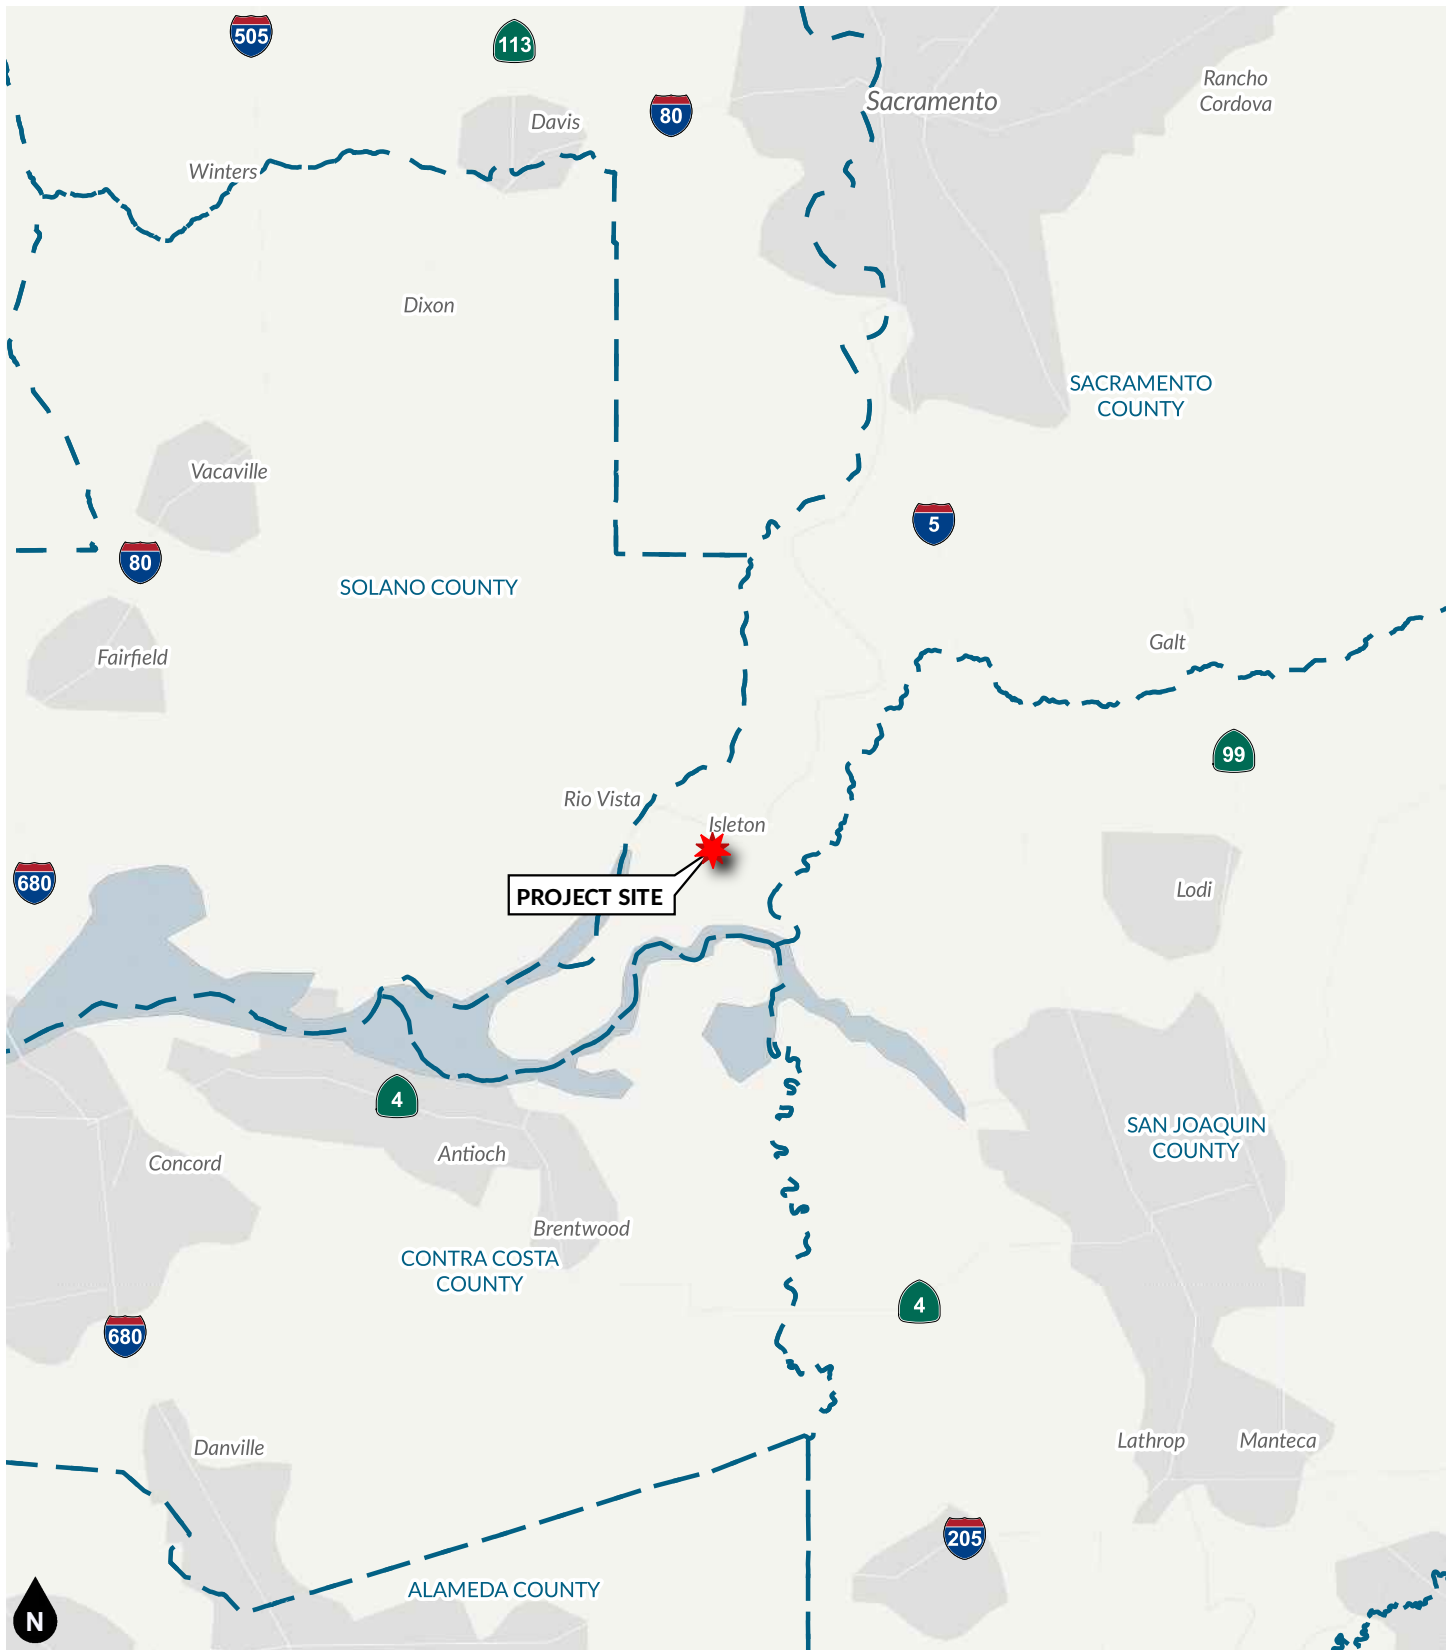 505
113
80
Rancho
Cordova
Sacramento
Davis
Winters
Dixon
SACRAMENTO
COUNTY
Vacaville
5
80
SOLANO COUNTY
Galt
Fairfield
99
Rio Vista
Isleton
680
PROJECT SITE
Lodi
4
SAN JOAQUIN
COUNTY
Antioch
Concord
Brentwood
CONTRA COSTA
COUNTY
4
680
Danville
Lathrop
Manteca
205
ALAMEDA COUNTY
N